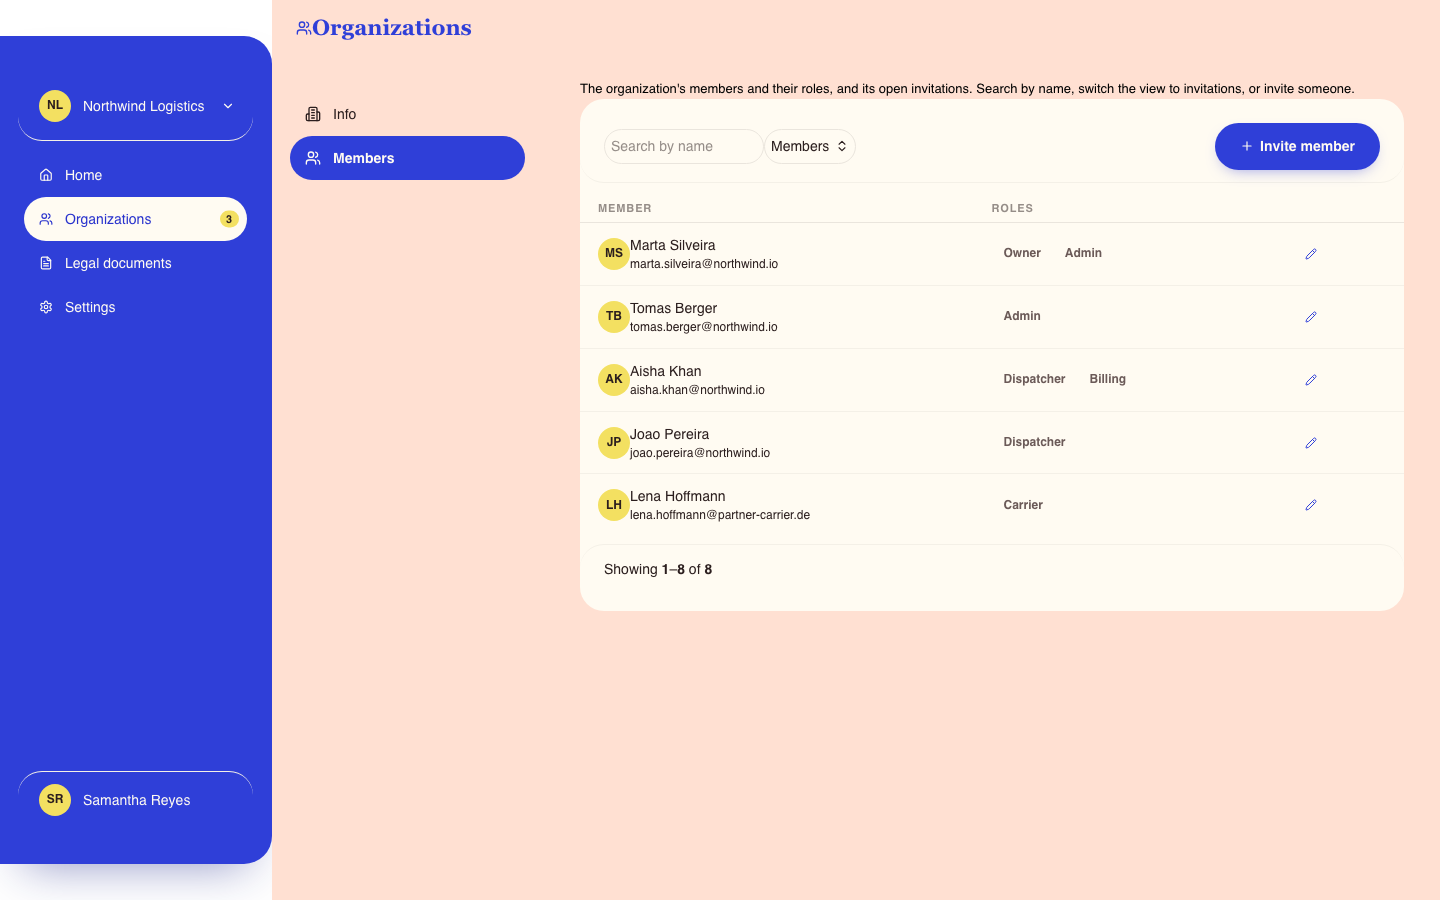 Organizations
NL Northwind Logistics
Home
Organizations 3
Legal documents
Settings
SR Samantha Reyes
Info
Members
The organization's members and their roles, and its open invitations. Search by name, switch the view to invitations, or invite someone.
Search by name Members Invite member
MEMBER ROLES
MS Marta Silveira Owner Admin
marta.silveira@northwind.io
TB Tomas Berger Admin
tomas.berger@northwind.io
AK Aisha Khan Dispatcher Billing
aisha.khan@northwind.io
JP Joao Pereira Dispatcher
joao.pereira@northwind.io
LH Lena Hoffmann Carrier
lena.hoffmann@partner-carrier.de
Showing 1–8 of 8